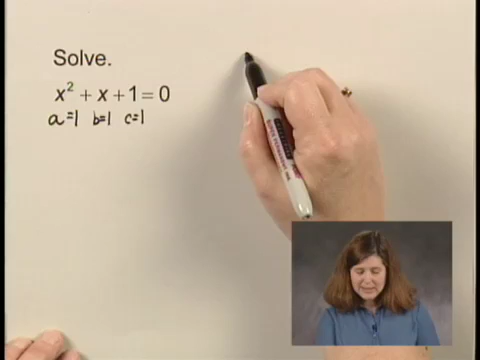 Solve.
x² + x + 1 = 0
a=1 b=1 c=1